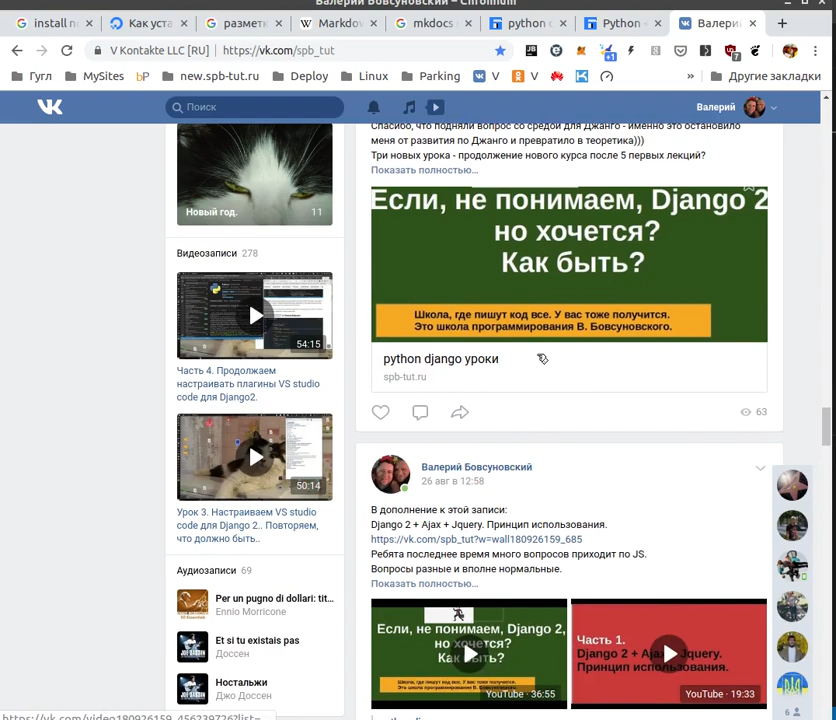 Валерий Бовсуновский – Chromium
install n
Как уста
разметк
Markdow
mkdocs
python d
Python -
Валери
V Kontakte LLC [RU]
https://vk.com/spb_tut
+1
7
Гугл
MySites
bP
new.spb-tut.ru
Deploy
Linux
Parking
V
V
»
Другие закладки
Поиск
Валерий
Спасибо, что подняли вопрос со средой для Джанго - именно это остановило
меня от развития по Джанго и превратило в теоретика)))
Три новых урока - продолжение нового курса после 5 первых лекций?
Показать полностью...
Если, не понимаем, Django 2
но хочется?
Как быть?
Школа, где пишут код все. У вас тоже получится.
Это школа программирования В. Бовсуновского.
python django уроки
spb-tut.ru
63
Новый год.
11
Видеозаписи 278
54:15
Часть 4. Продолжаем
настраивать плагины VS studio
code для Django2.
50:14
Урок 3. Настраиваем VS studio
code для Django 2.. Повторяем,
что должно быть..
Аудиозаписи 69
Per un pugno di dollari: tit...
Ennio Morricone
Et si tu existais pas
Доссен
Ностальжи
Джо Доссен
Валерий Бовсуновский
26 авг в 12:58
В дополнение к этой записи:
Django 2 + Ajax + Jquery. Принцип использования.
https://vk.com/spb_tut?w=wall180926159_685
Ребята последнее время много вопросов приходит по JS.
Вопросы разные и вполне нормальные.
Показать полностью...
Если, не понимаем, Django 2,
но хочется?
Как быть?
YouTube · 36:55
Часть 1.
Django 2 + Ajax + Jquery.
Принцип использования.
YouTube · 19:33
6